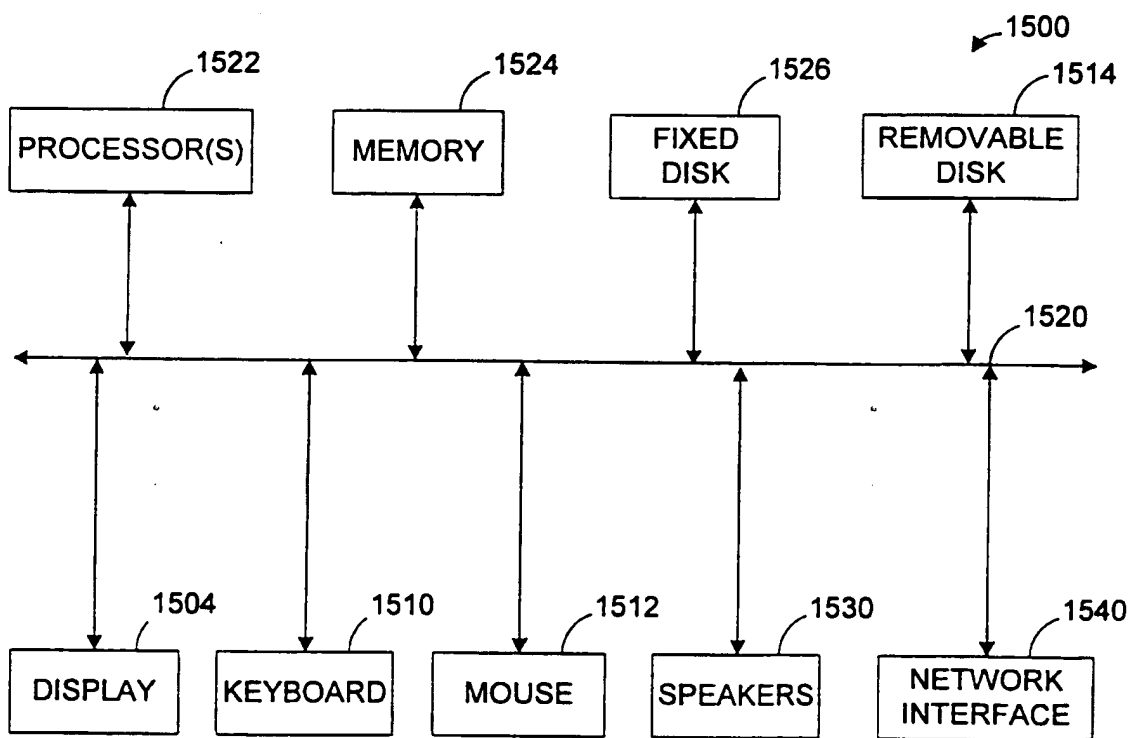 1500
1522
1524
1526
1514
PROCESSOR(S)
MEMORY
FIXED
DISK
REMOVABLE
DISK
1520
1504
1510
1512
1530
1540
DISPLAY
KEYBOARD
MOUSE
SPEAKERS
NETWORK
INTERFACE